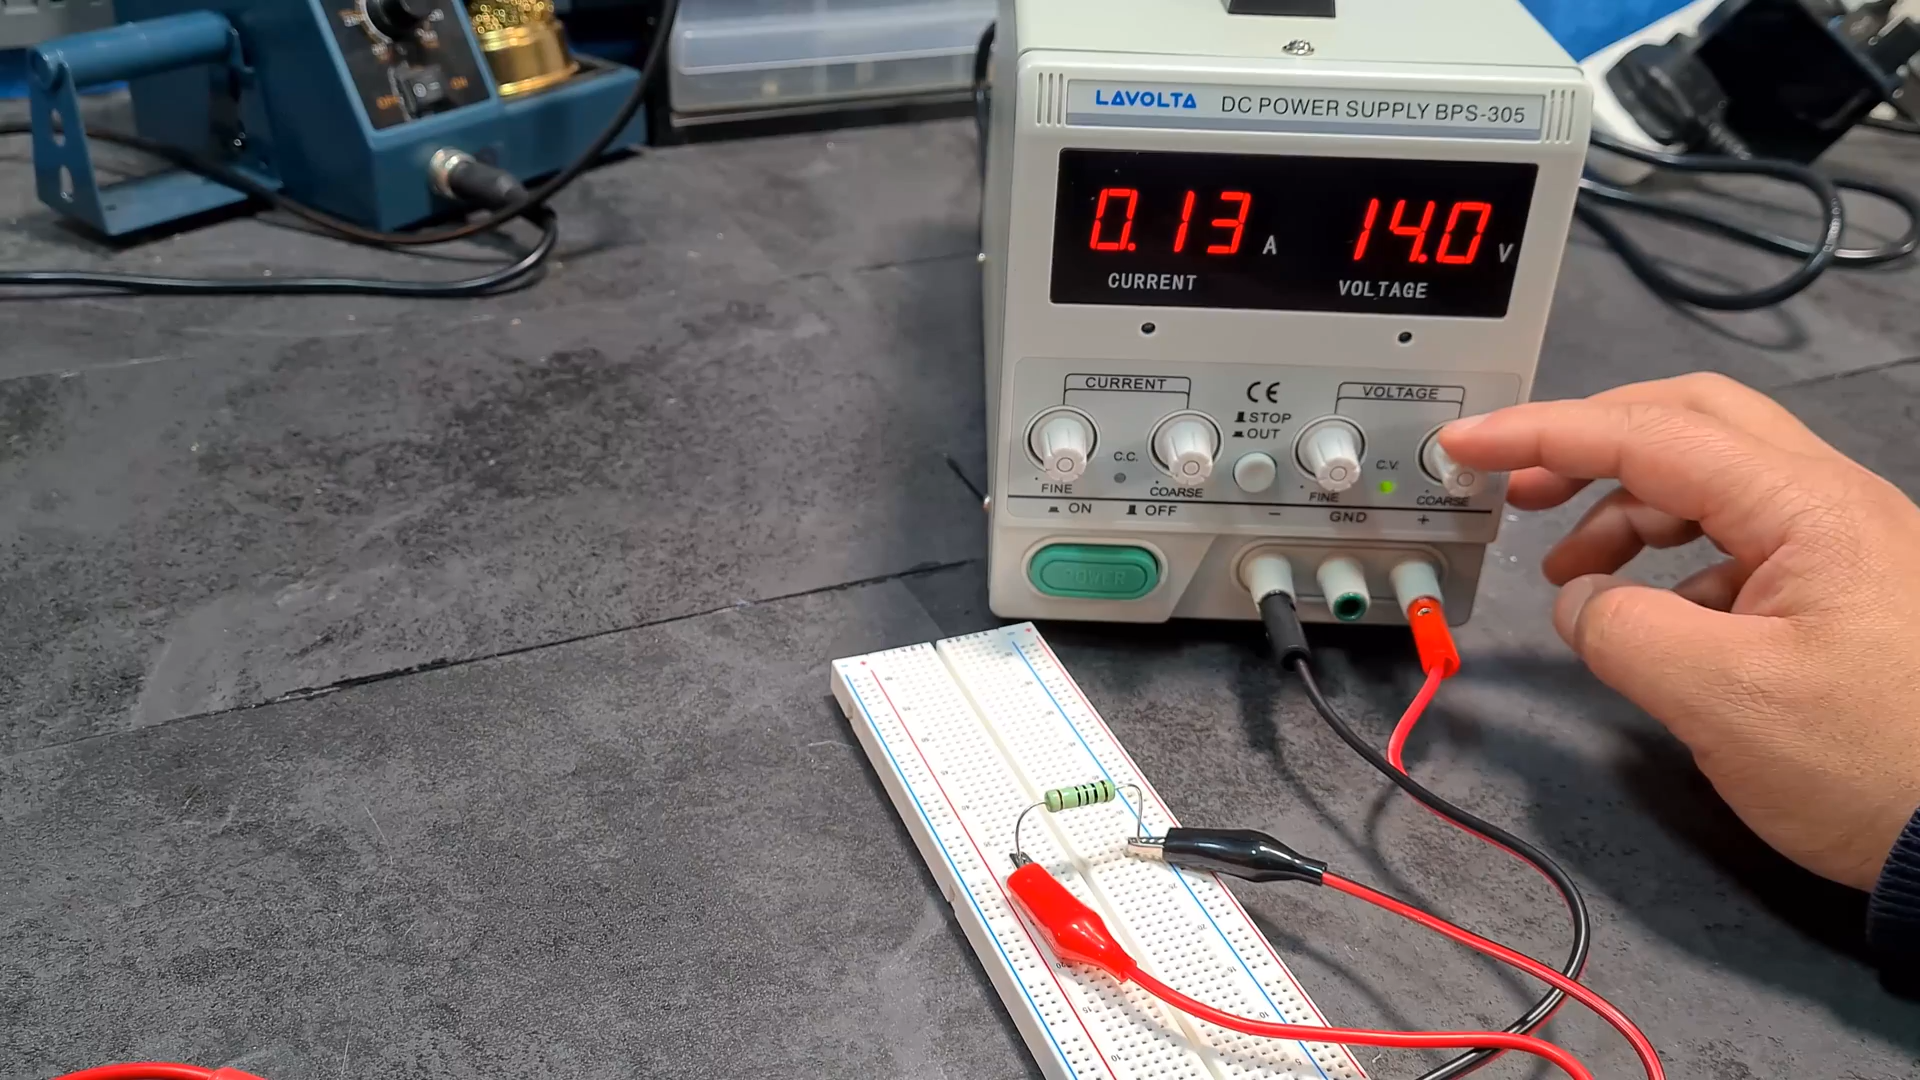 LAVOLTA DC POWER SUPPLY BPS-305
0.13 A 14.0 V
CURRENT VOLTAGE
CURRENT CE VOLTAGE
STOP
OUT
C.C. C.V.
FINE COARSE FINE COARSE
ON OFF - GND +
POWER